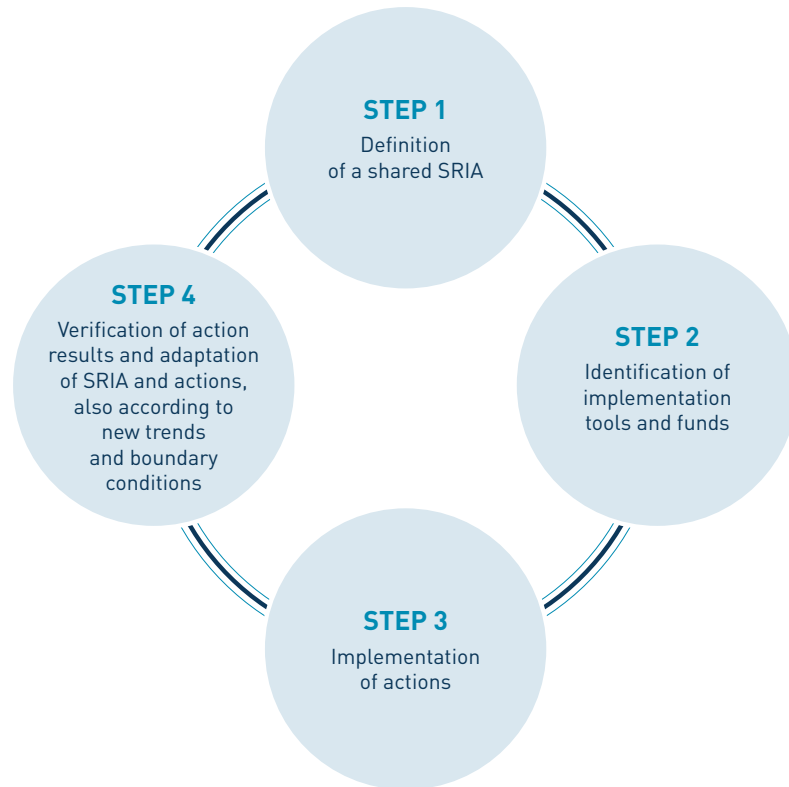 STEP 1
Definition
of a shared SRIA
STEP 2
Identification of
implementation
tools and funds
STEP 3
Implementation
of actions
STEP 4
Verification of action
results and adaptation
of SRIA and actions,
also according to
new trends
and boundary
conditions